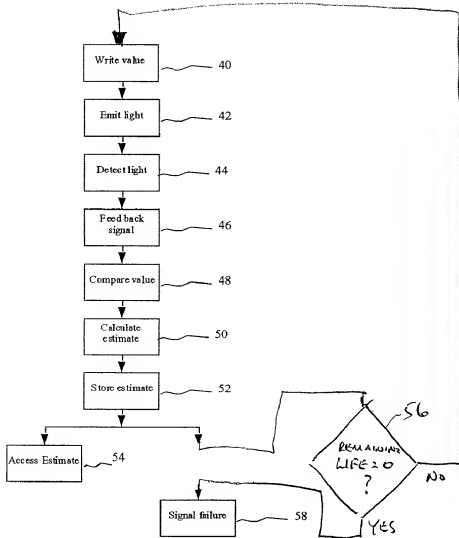 Write value
40
Emit light
42
Detect light
44
Feed back
signal
46
Compare value
48
Calculate
estimate
50
Store estimate
52
56
Access Estimate
54
REMAINING
LIFE=0
?
NO
Signal failure
58
YES